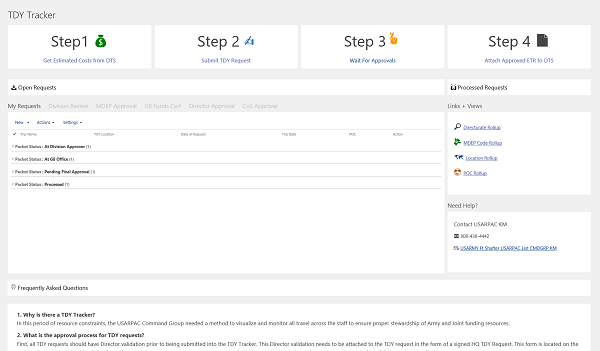 TDY Tracker
Step1
Get Estimated Costs from DTS
Step 2
Submit TDY Request
Step 3
Wait For Approvals
Step 4
Attach Approved ETR to DTS
Open Requests
Processed Requests
My Requests Division Review MDEP Approval G8 Funds Cert Director Approval CoS Approval
New Actions Settings
Trip Name TDY Location Date of Request Trip Date POC Action
Packet Status : At Division Approver (1)
Packet Status : At G8 Office (1)
Packet Status : Pending Final Approval (1)
Packet Status : Processed (1)
Links + Views
Directorate Rollup
MDEP Code Rollup
Location Rollup
POC Rollup
Need Help?
Contact USARPAC KM
808-438-4442
USARMY Ft Shafter USARPAC List CMDGRP KM
Frequently Asked Questions
1. Why is there a TDY Tracker?
In this period of resource constraints, the USARPAC Command Group needed a method to visualize and monitor all travel across the staff to ensure proper stewardship of Army and Joint funding resources.
2. What is the approval process for TDY requests?
First, all TDY requests should have Director validation prior to being submitted into the TDY Tracker. This Director validation needs to be attached to the TDY request in the form of a signed HQ TDY Request. This form is located on the